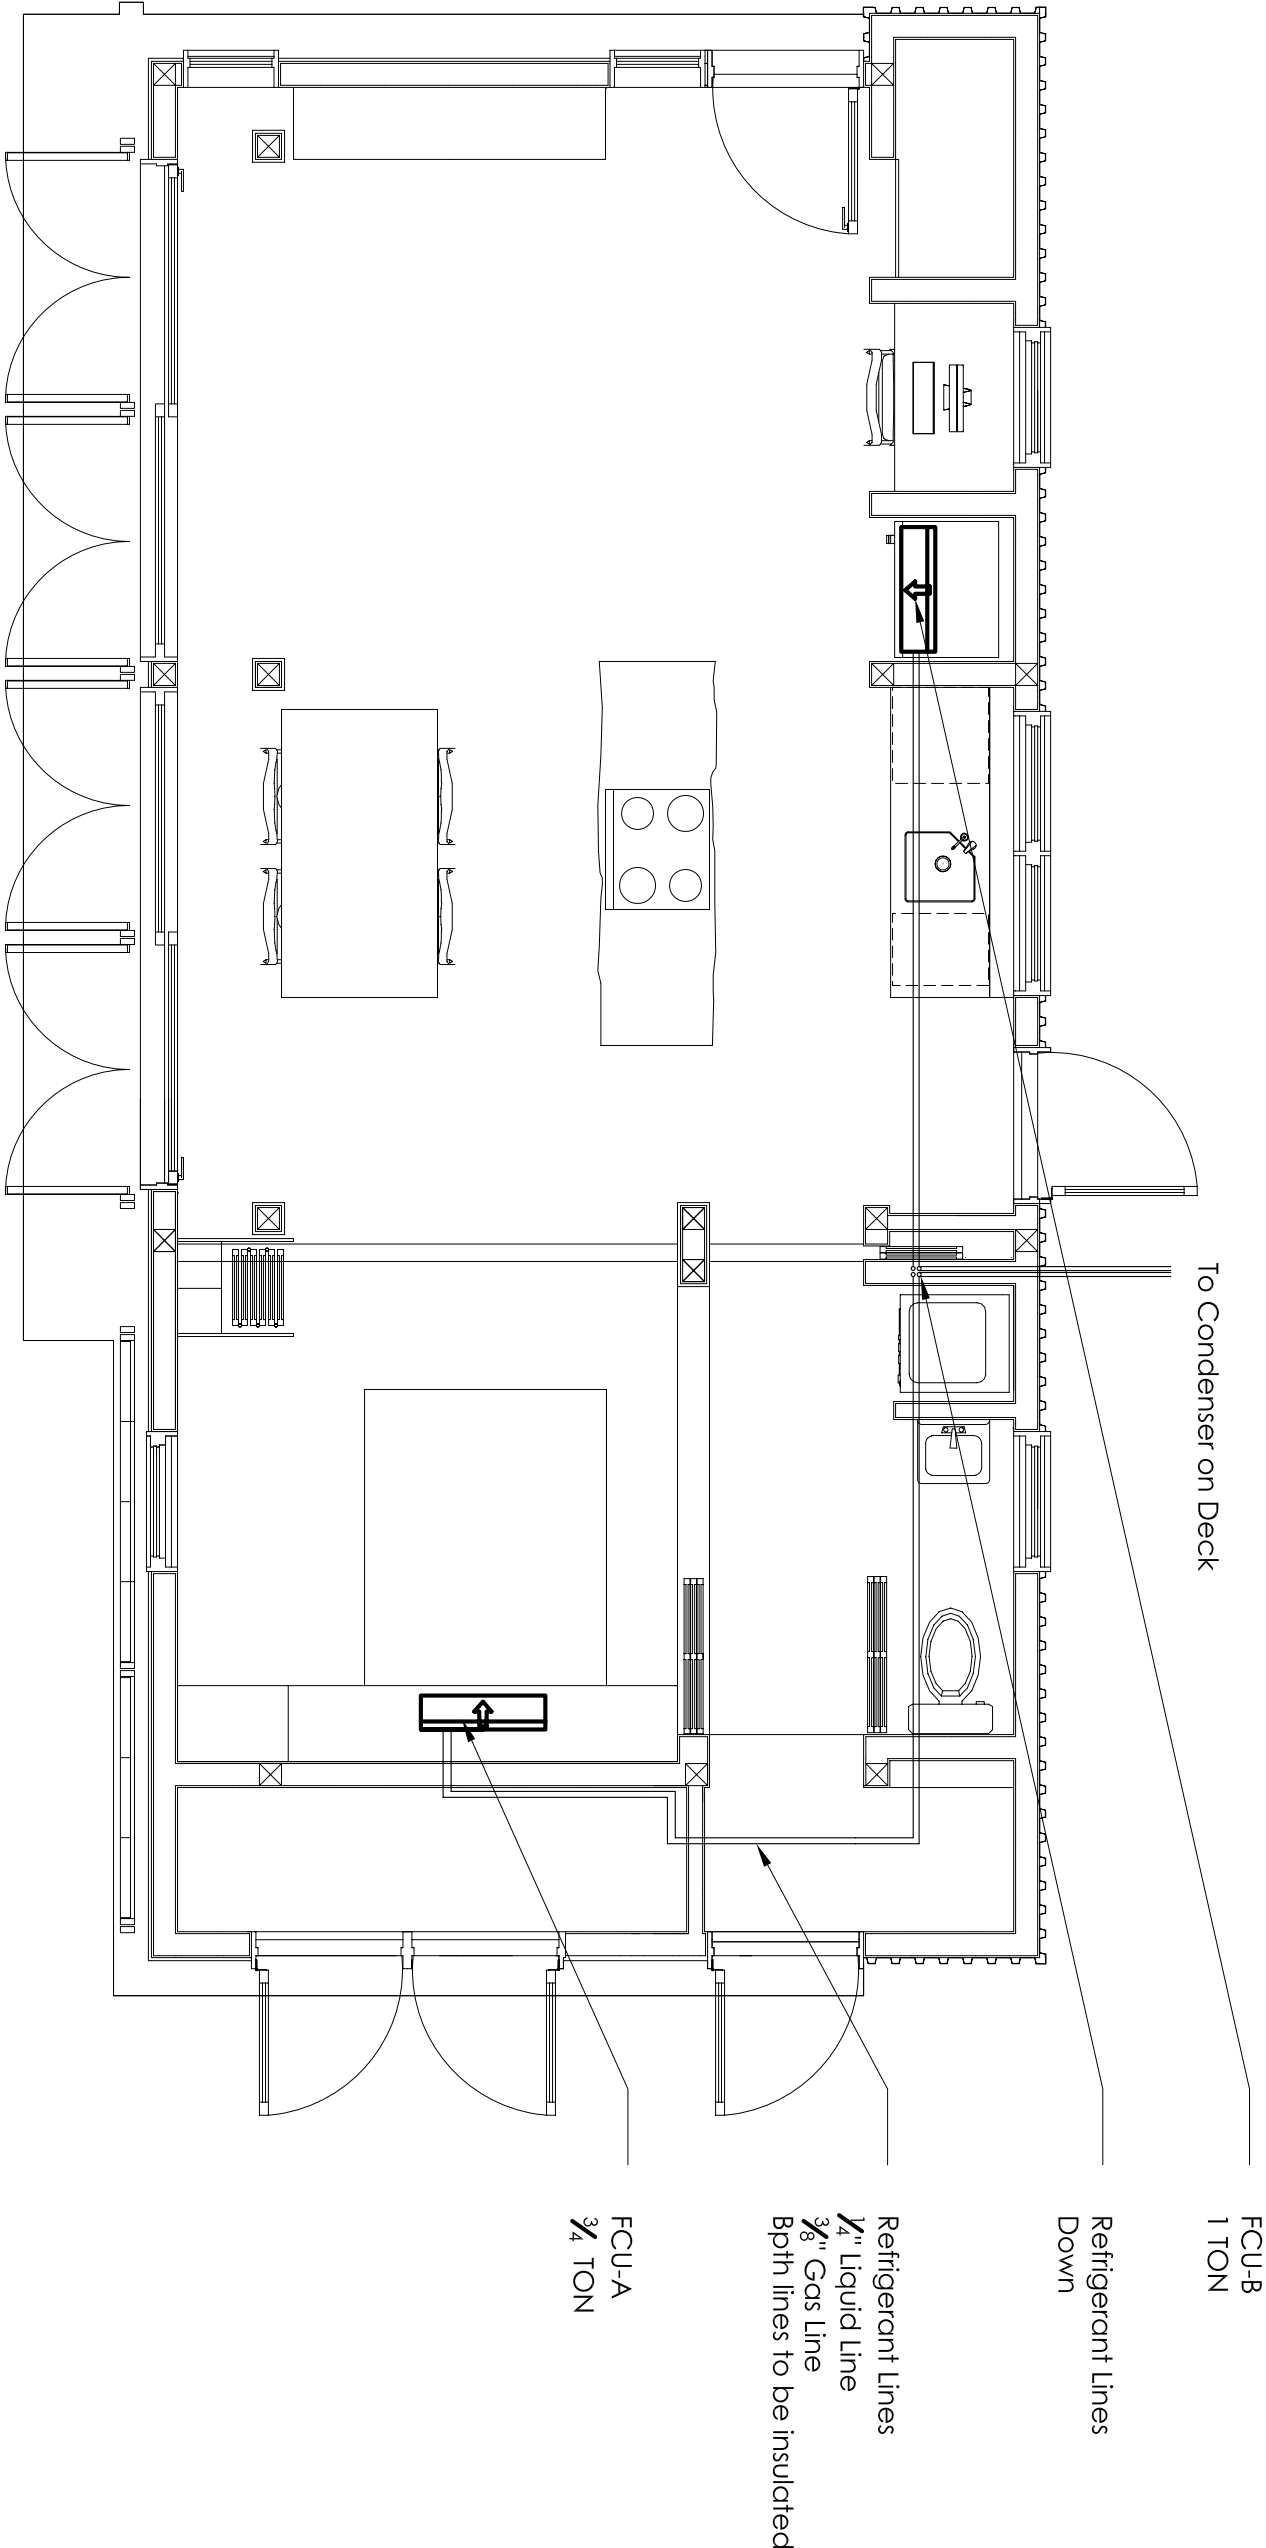 To Condenser on Deck
FCU-B
1 TON
Refrigerant Lines
Down
Refrigerant Lines
1/4" Liquid Line
3/8" Gas Line
Bpth lines to be insulated
FCU-A
3/4 TON